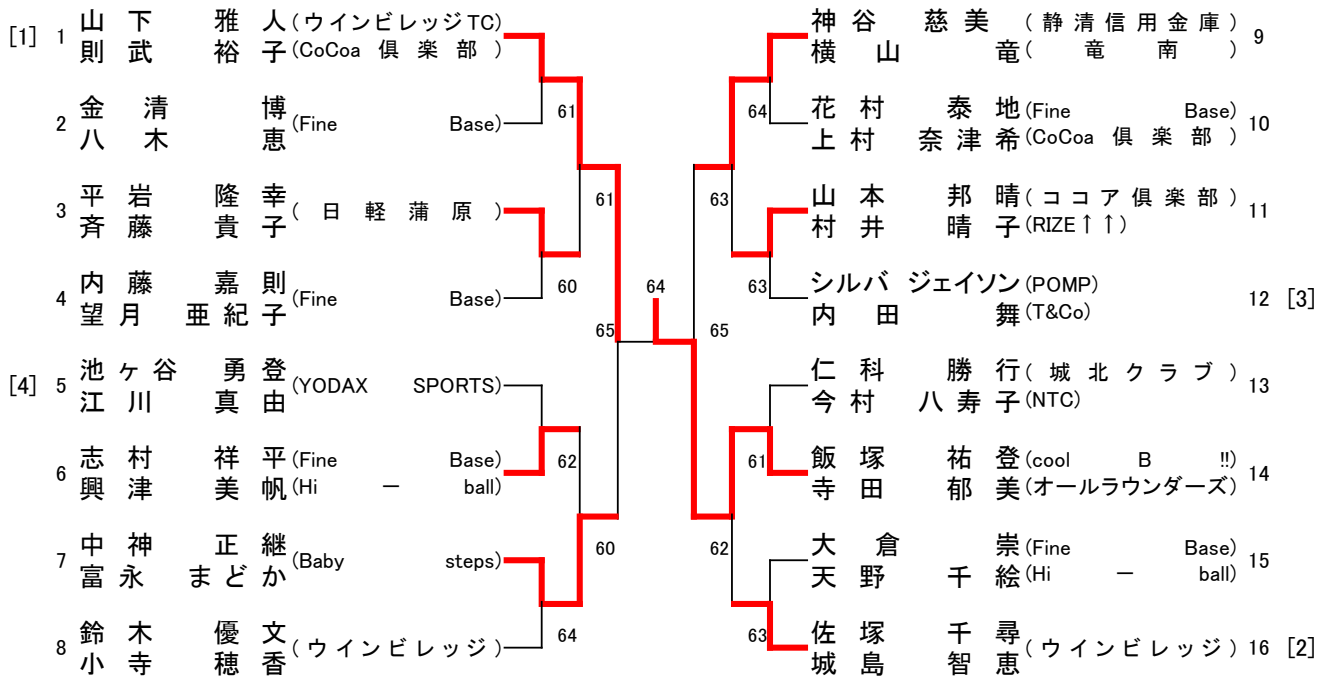 [1] 1 山下 雅人 (ウインビレッジTC)
則武 裕子 (CoCoa 倶楽部)
61
2 金清 博 (Fine Base)
八木 恵
61
3 平岩 隆幸 (日軽蒲原)
斉藤 貴子
60
4 内藤 嘉則 (Fine Base)
望月 亜紀子
65
[4] 5 池ヶ谷 勇登 (YODAX SPORTS)
江川 真由
62
6 志村 祥平 (Fine Base)
興津 美帆 (Hi ー ball)
60
7 中神 正継 (Baby steps)
富永 まどか
64
8 鈴木 優文 (ウインビレッジ)
小寺 穂香
64
神谷 慈美 (静清信用金庫) 9
横山 竜 (竜南)
64
花村 泰地 (Fine Base) 10
上村 奈津希 (CoCoa 倶楽部)
63
山本 邦晴 (ココア倶楽部) 11
村井 晴子 (RIZE↑↑)
63
シルバ ジェイソン (POMP) 12 [3]
内田 舞 (T&Co)
65
仁科 勝行 (城北クラブ) 13
今村 八寿子 (NTC)
61
飯塚 祐登 (cool B !!) 14
寺田 郁美 (オールラウンダーズ)
62
大倉 崇 (Fine Base) 15
天野 千絵 (Hi ー ball)
63
佐塚 千尋 (ウインビレッジ) 16 [2]
城島 智恵